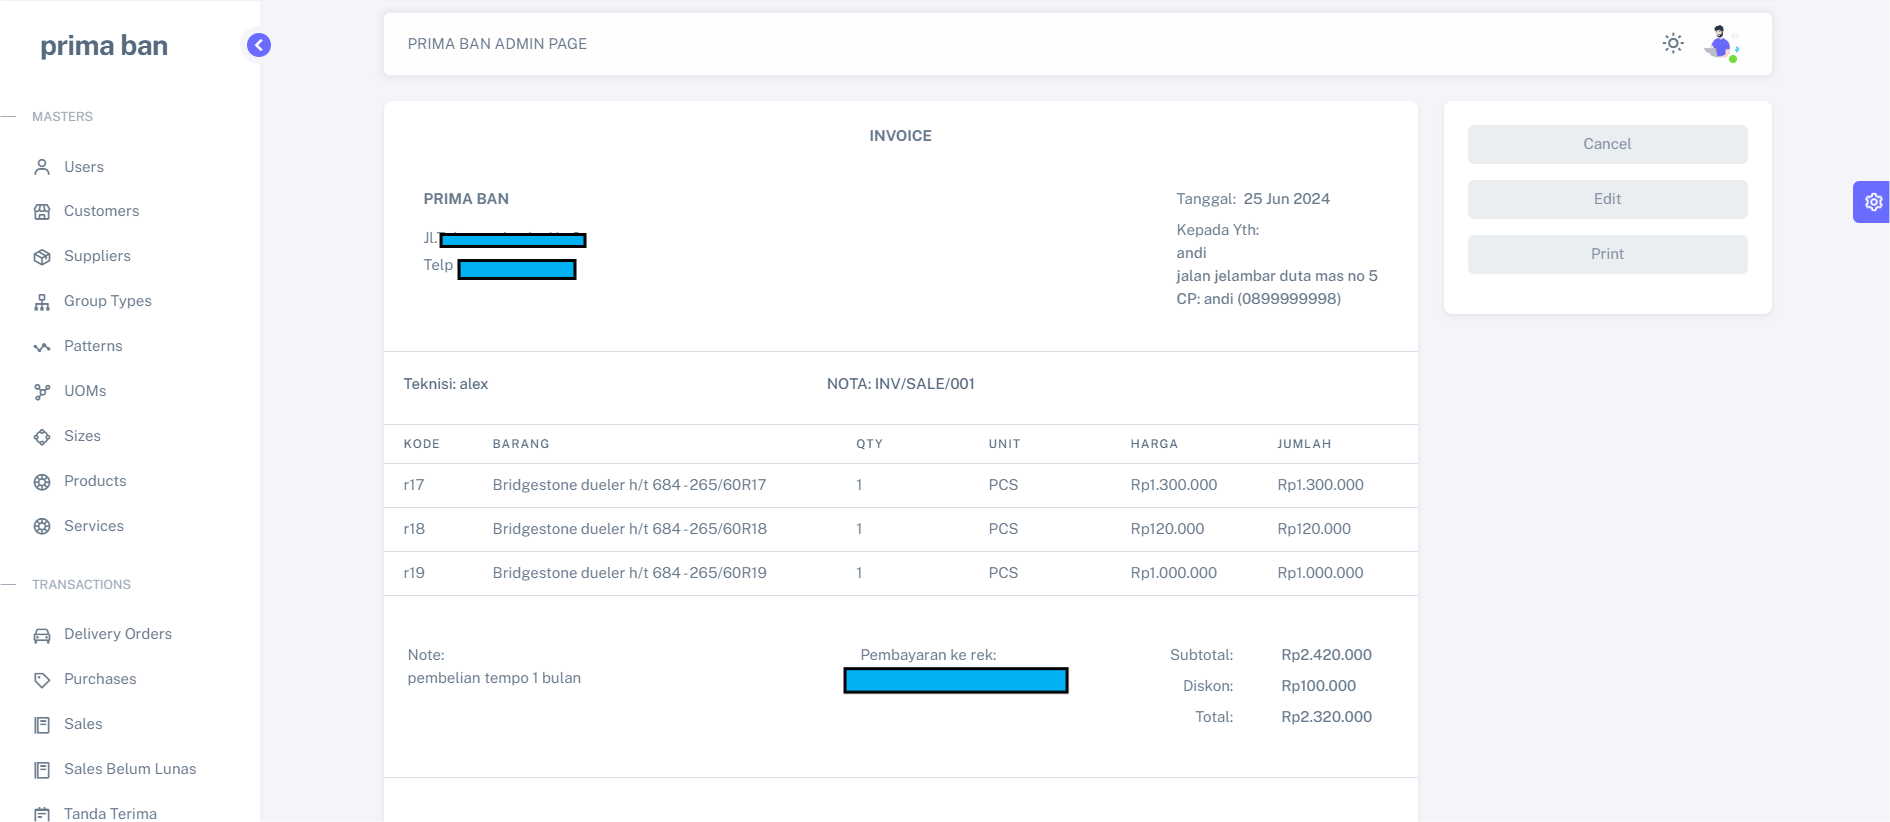 prima ban
MASTERS
Users
Customers
Suppliers
Group Types
Patterns
UOMs
Sizes
Products
Services
TRANSACTIONS
Delivery Orders
Purchases
Sales
Sales Belum Lunas
Tanda Terima
PRIMA BAN ADMIN PAGE
INVOICE
PRIMA BAN
Jl.
Telp
Tanggal: 25 Jun 2024
Kepada Yth:
andi
jalan jelambar duta mas no 5
CP: andi (0899999998)
Teknisi: alex NOTA: INV/SALE/001
KODE BARANG QTY UNIT HARGA JUMLAH
r17 Bridgestone dueler h/t 684 - 265/60R17 1 PCS Rp1.300.000 Rp1.300.000
r18 Bridgestone dueler h/t 684 - 265/60R18 1 PCS Rp120.000 Rp120.000
r19 Bridgestone dueler h/t 684 - 265/60R19 1 PCS Rp1.000.000 Rp1.000.000
Note:
pembelian tempo 1 bulan
Pembayaran ke rek:
Subtotal: Rp2.420.000
Diskon: Rp100.000
Total: Rp2.320.000
Cancel
Edit
Print